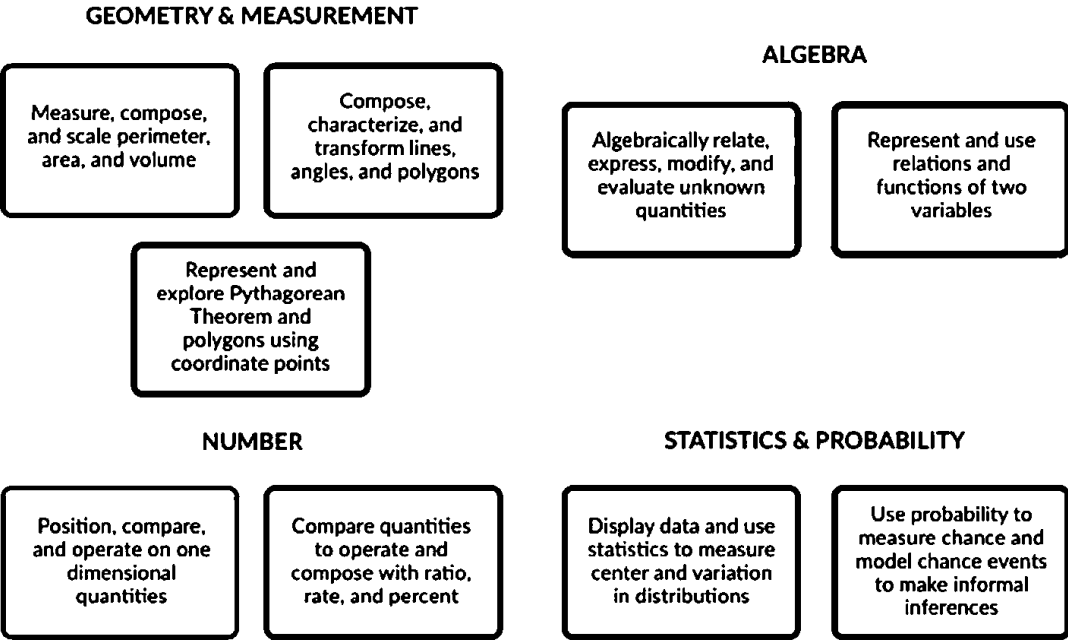 GEOMETRY & MEASUREMENT
Measure, compose,
and scale perimeter,
area, and volume
Compose,
characterize, and
transform lines,
angles, and polygons
Represent and
explore Pythagorean
Theorem and
polygons using
coordinate points
ALGEBRA
Algebraically relate,
express, modify, and
evaluate unknown
quantities
Represent and use
relations and
functions of two
variables
NUMBER
Position, compare,
and operate on one
dimensional
quantities
Compare quantities
to operate and
compose with ratio,
rate, and percent
STATISTICS & PROBABILITY
Display data and use
statistics to measure
center and variation
in distributions
Use probability to
measure chance and
model chance events
to make informal
inferences